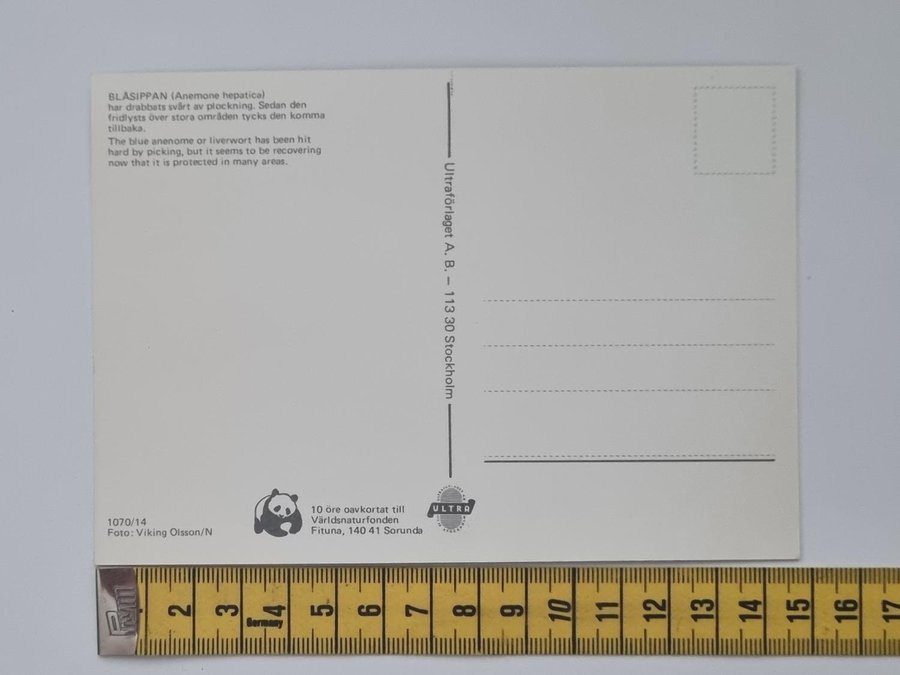 BLÅSIPPAN (Anemone hepatica)
har drabbats svårt av plockning. Sedan den
fridlysts över stora områden tycks den komma
tillbaka.
The blue anenome or liverwort has been hit
hard by picking, but it seems to be recovering
now that it is protected in many areas.
Ultraförlaget A. B. – 113 30 Stockholm
1070/14
Foto: Viking Olsson/N
10 öre oavkortat till
Världsnaturfonden
Fituna, 140 41 Sorunda
ULTRA
2 3 4 5 6 7 8 9 10 11 12 13 14 15 16 17
Germany